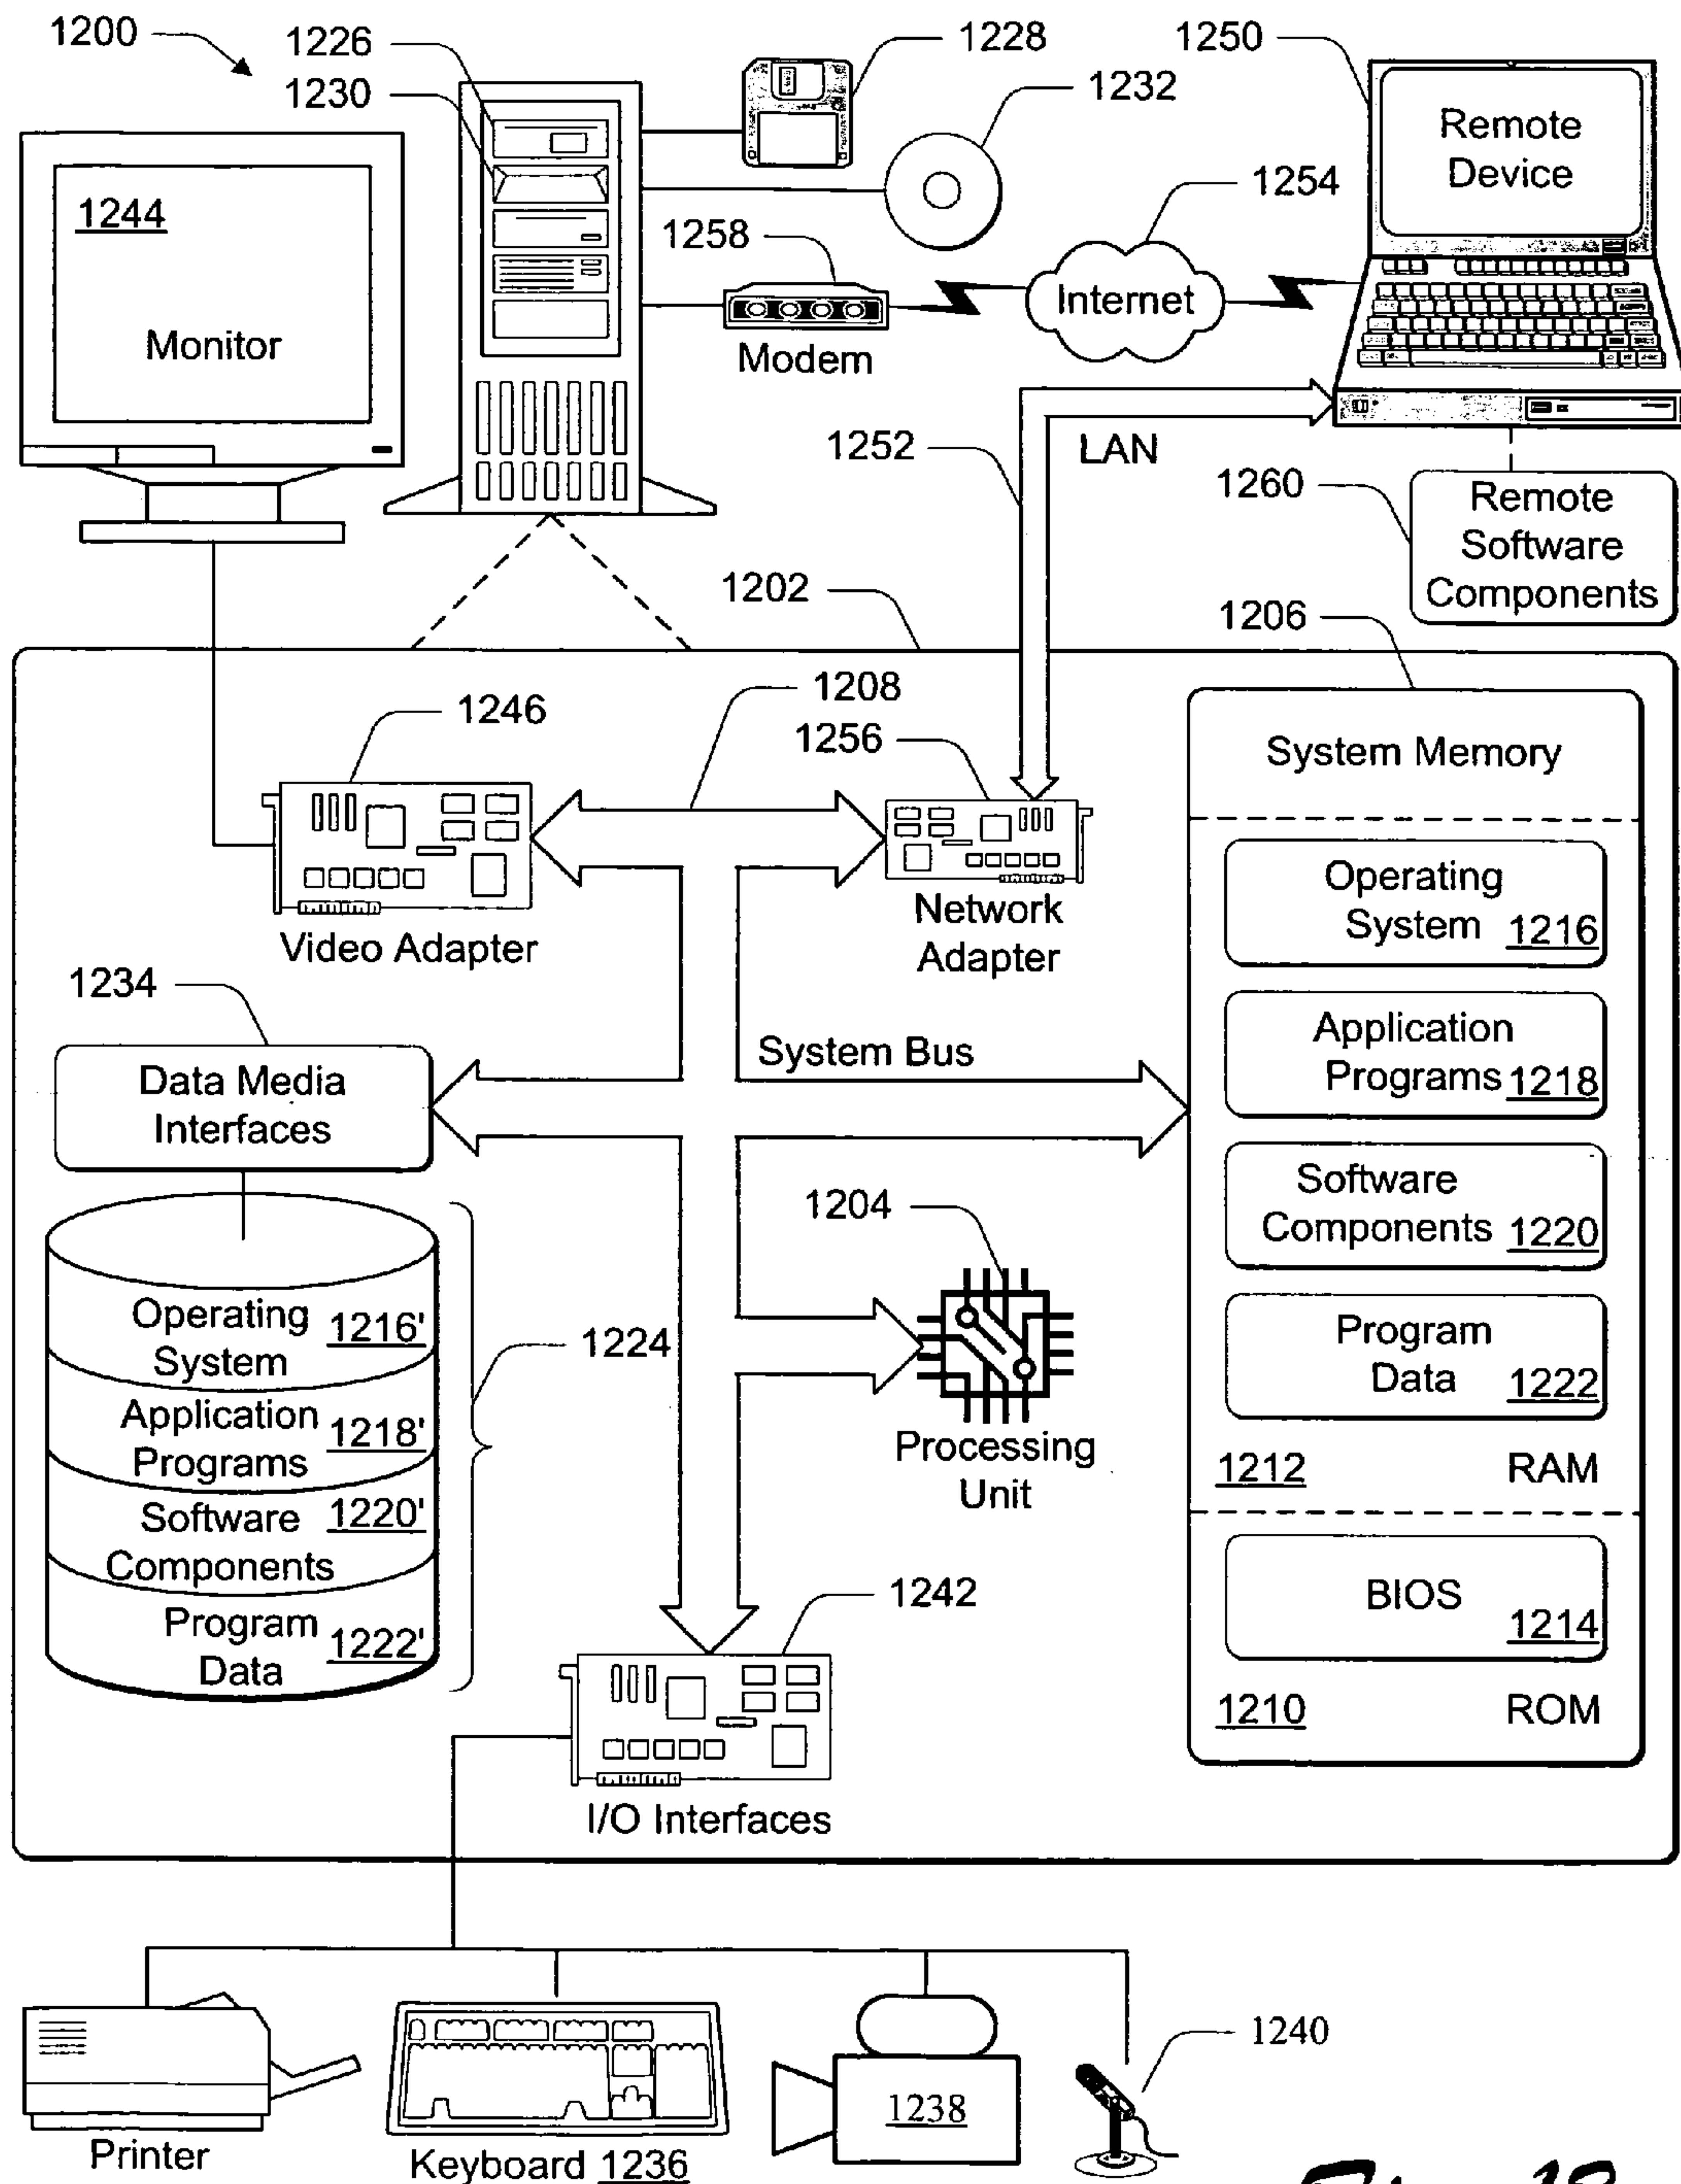 1200
1226
1230
1228
1232
1250
Remote
Device
1244
Monitor
1258
1254
Internet
Modem
1252
LAN
1260
Remote
Software
Components
1202
1206
1208
1246
1256
System Memory
Operating
System 1216
Video Adapter
Network
Adapter
1234
System Bus
Application
Programs 1218
Data Media
Interfaces
Software
Components 1220
1204
Operating
System 1216'
1224
Program
Data 1222
Application
Programs 1218'
Processing
Unit
1212 RAM
Software
Components 1220'
1242
BIOS
1214
Program
Data 1222'
1210 ROM
I/O Interfaces
1240
1238
Printer
Keyboard 1236